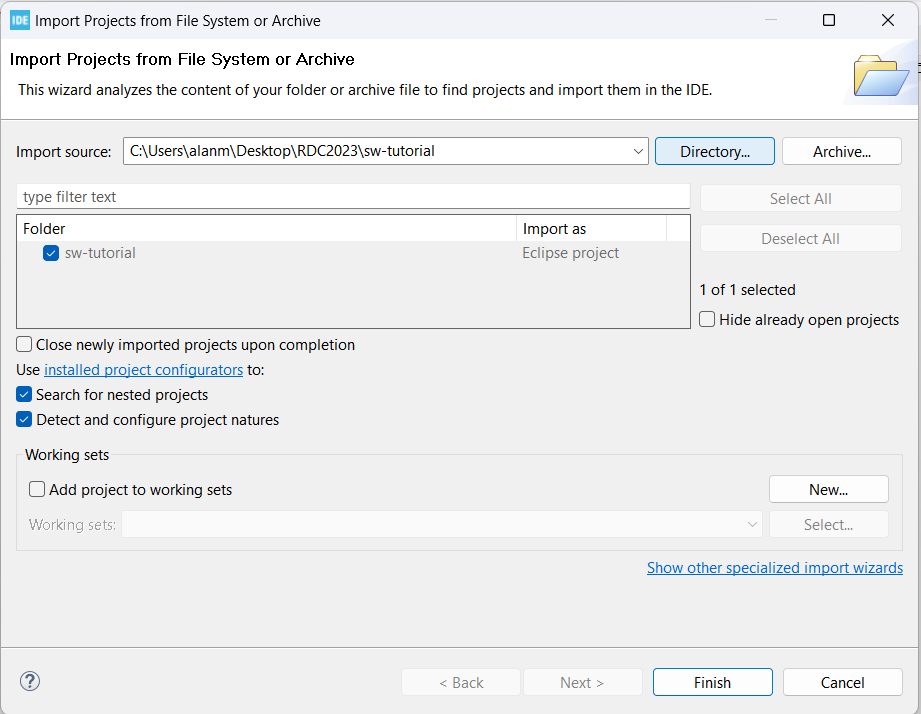 IDE Import Projects from File System or Archive
Import Projects from File System or Archive
This wizard analyzes the content of your folder or archive file to find projects and import them in the IDE.
Import source: C:\Users\alanm\Desktop\RDC2023\sw-tutorial Directory... Archive...
type filter text Select All
Folder Import as
Deselect All
sw-tutorial Eclipse project
1 of 1 selected
Hide already open projects
Close newly imported projects upon completion
Use installed project configurators to:
Search for nested projects
Detect and configure project natures
Working sets
Add project to working sets New...
Working sets: Select...
Show other specialized import wizards
? < Back Next > Finish Cancel